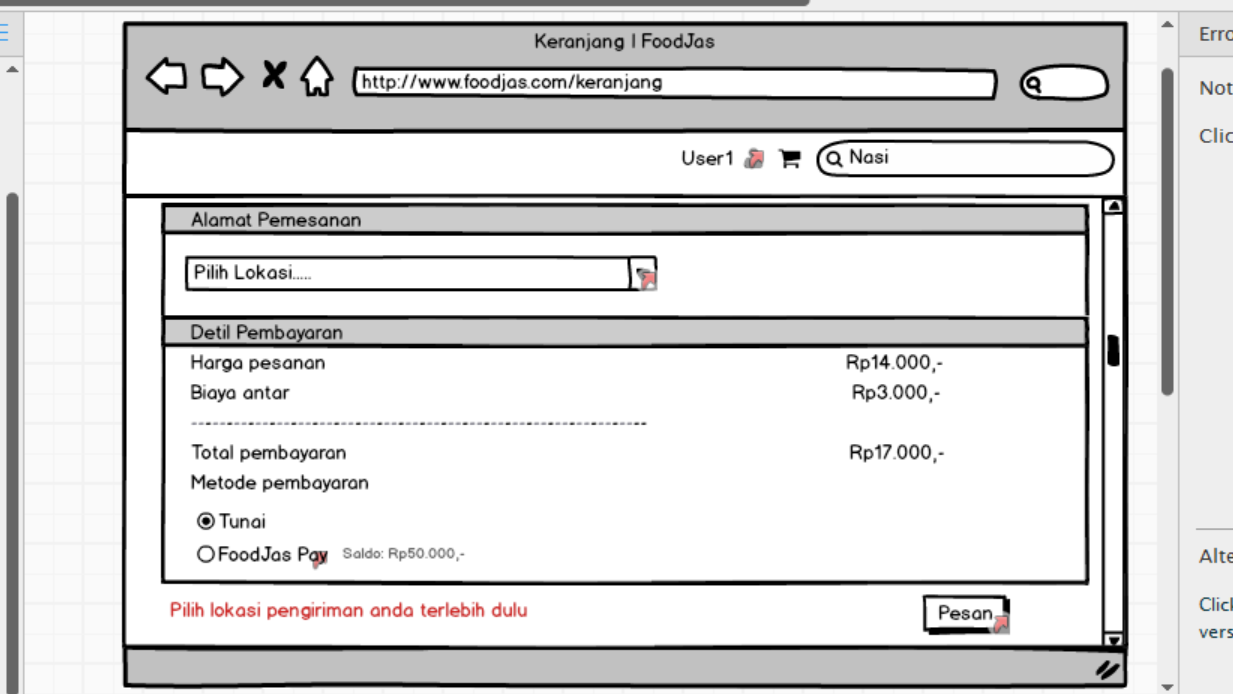 Keranjang | FoodJas
http://www.foodjas.com/keranjang
User1
Nasi
Alamat Pemesanan
Pilih Lokasi.....
Detil Pembayaran
Harga pesanan Rp14.000,-
Biaya antar Rp3.000,-
Total pembayaran Rp17.000,-
Metode pembayaran
Tunai
FoodJas Pay Saldo: Rp50.000,-
Pilih lokasi pengiriman anda terlebih dulu
Pesan
Erro
Not
Clic
Alte
Click
vers